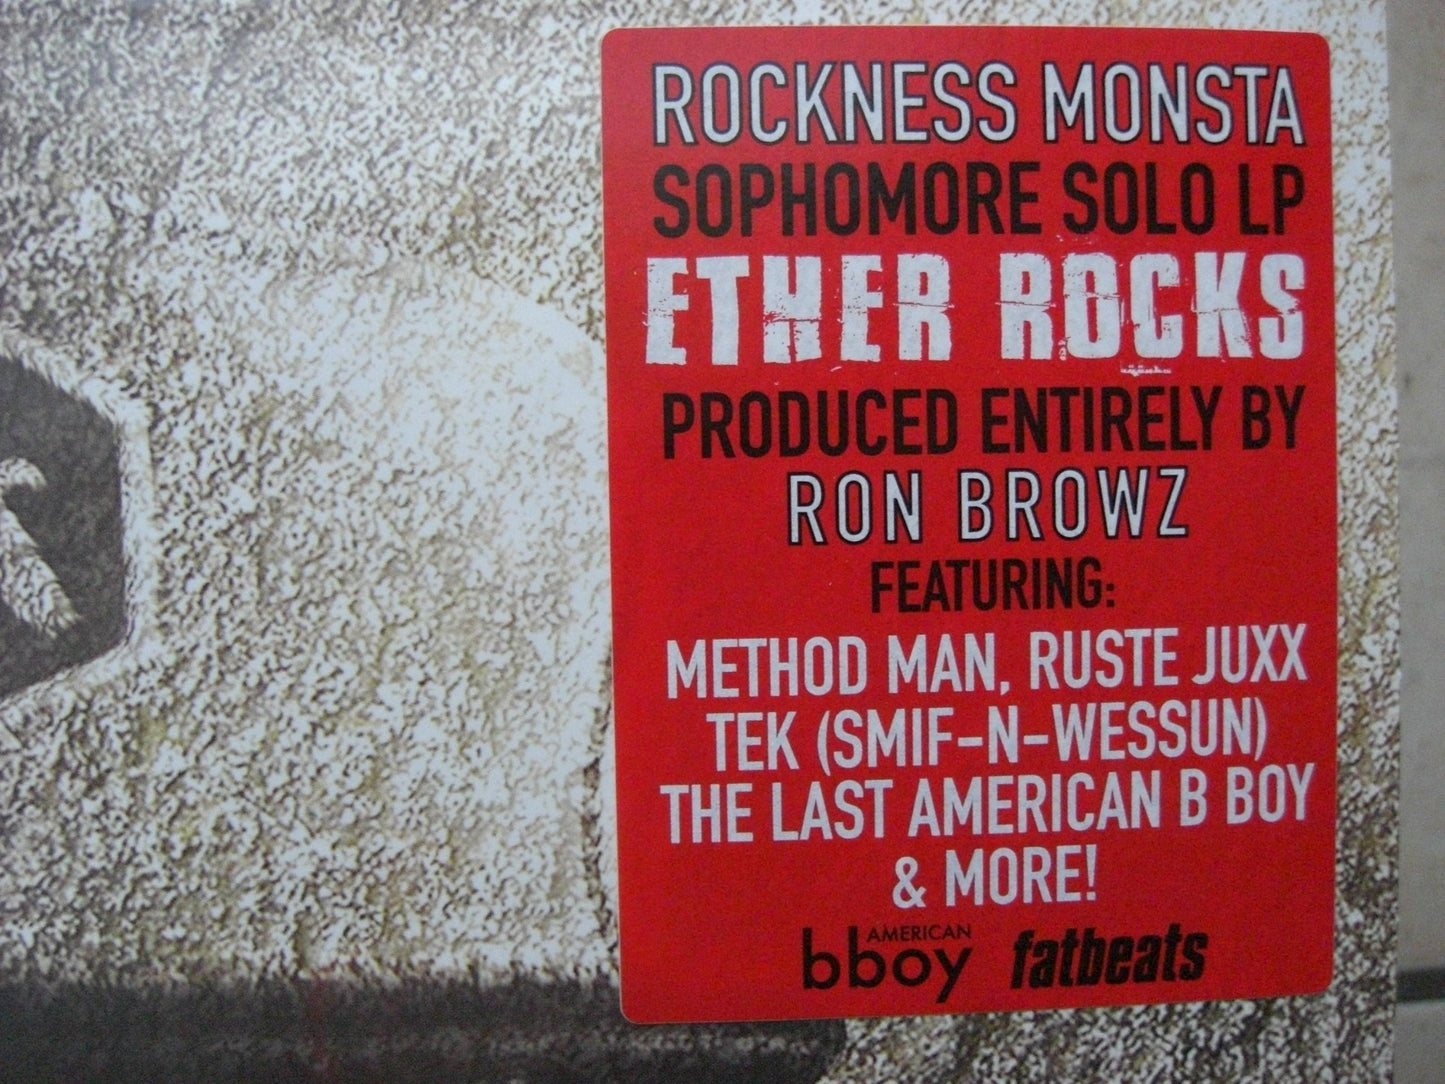 ROCKNESS MONSTA
SOPHOMORE SOLO LP
ETHER ROCKS
PRODUCED ENTIRELY BY
RON BROWZ
FEATURING:
METHOD MAN, RUSTE JUXX
TEK (SMIF-N-WESSUN)
THE LAST AMERICAN B BOY
& MORE!
AMERICAN
bboy fatbeats